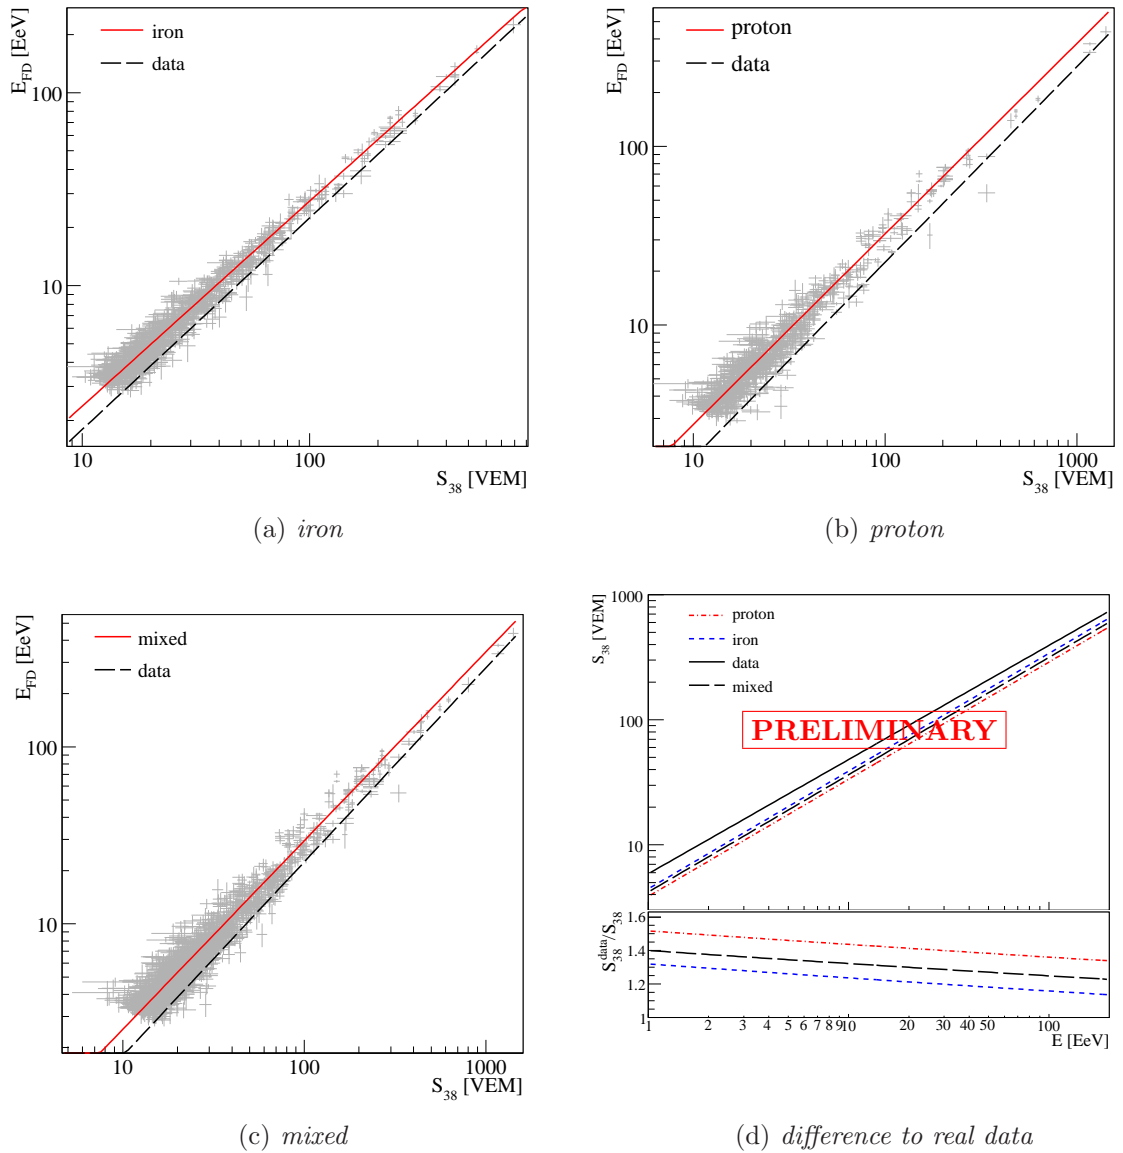 E_FD [EeV]
iron
data
100
10
10
100
S_38 [VEM]
(a) iron
E_FD [EeV]
proton
data
100
10
10
100
1000
S_38 [VEM]
(b) proton
E_FD [EeV]
mixed
data
100
10
10
100
1000
S_38 [VEM]
(c) mixed
S_38 [VEM]
1000
proton
iron
data
mixed
100
PRELIMINARY
10
S_38^data/S_38
1.6
1.4
1.2
1
1 2 3 4 5 6 7 8 9 10 20 30 40 50 100
E [EeV]
(d) difference to real data